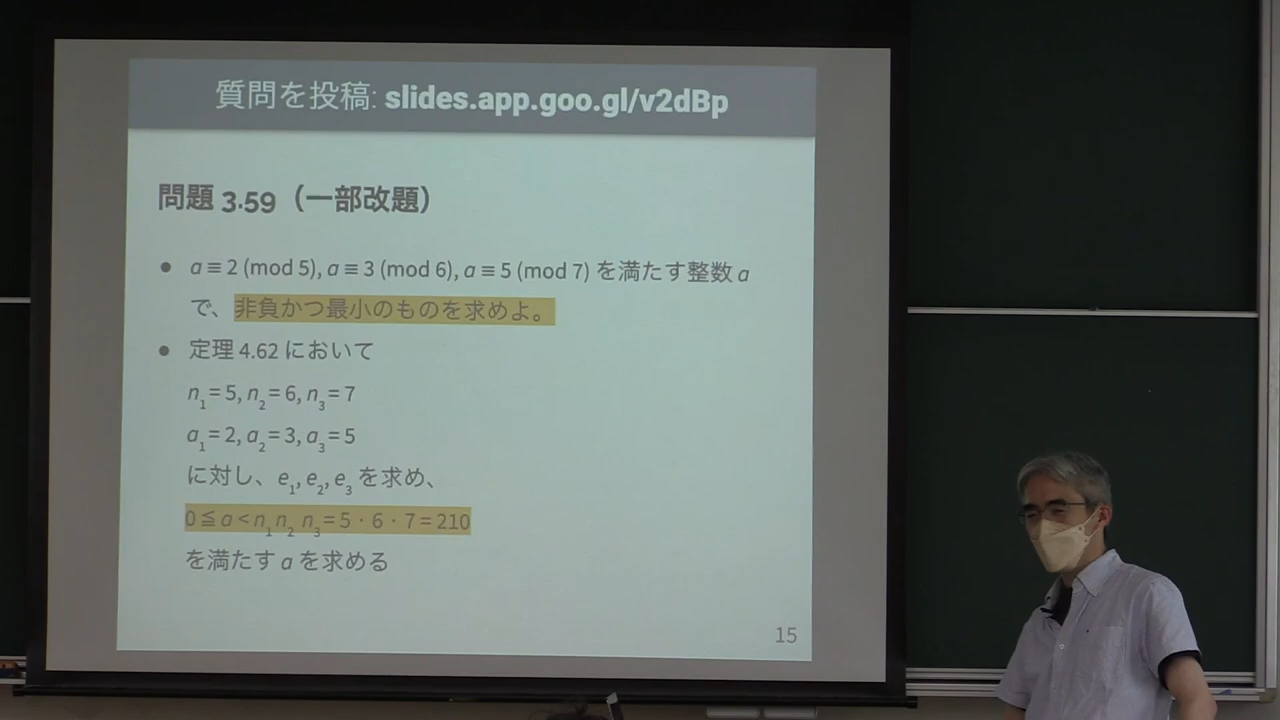 質問を投稿: slides.app.goo.gl/v2dBp
問題 3.59（一部改題）
• a ≡ 2 (mod 5), a ≡ 3 (mod 6), a ≡ 5 (mod 7) を満たす整数 a
で、非負かつ最小のものを求めよ。
• 定理 4.62 において
n₁ = 5, n₂ = 6, n₃ = 7
a₁ = 2, a₂ = 3, a₃ = 5
に対し、e₁, e₂, e₃ を求め、
0 ≦ a < n₁ n₂ n₃ = 5 · 6 · 7 = 210
を満たす a を求める
15